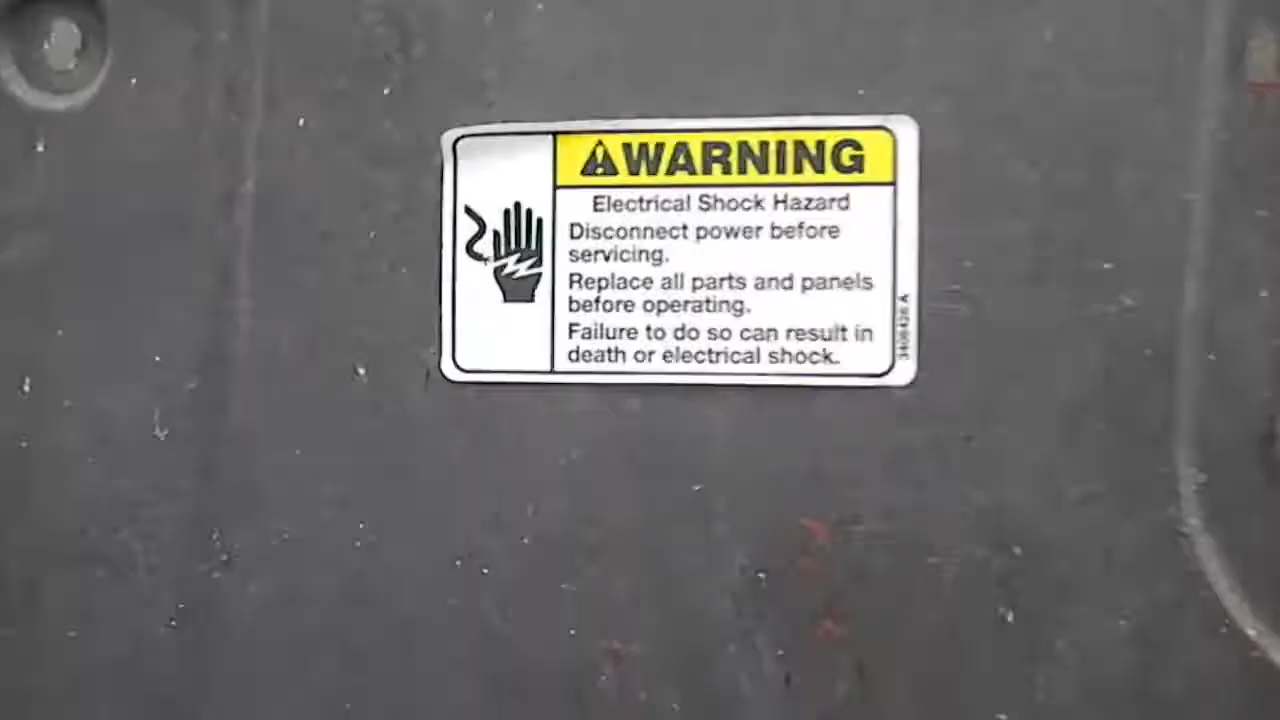 WARNING
Electrical Shock Hazard
Disconnect power before
servicing.
Replace all parts and panels
before operating.
Failure to do so can result in
death or electrical shock.